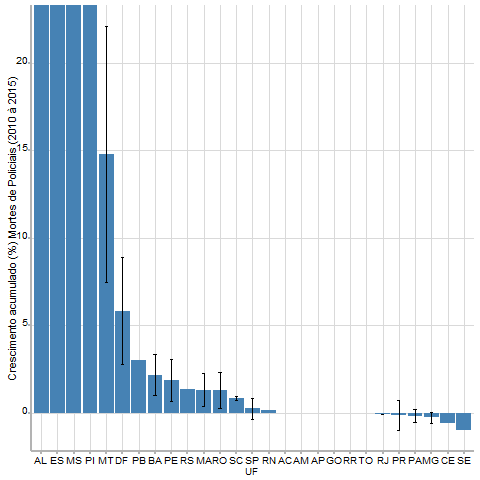 Crescimento acumulado (%) Mortes de Policiais (2010 à 2015)
20
15
10
5
0
AL ES MS PI MT DF PB BA PE RS MA RO SC SP RN AC AM AP GO RR TO RJ PR PA MG CE SE
UF